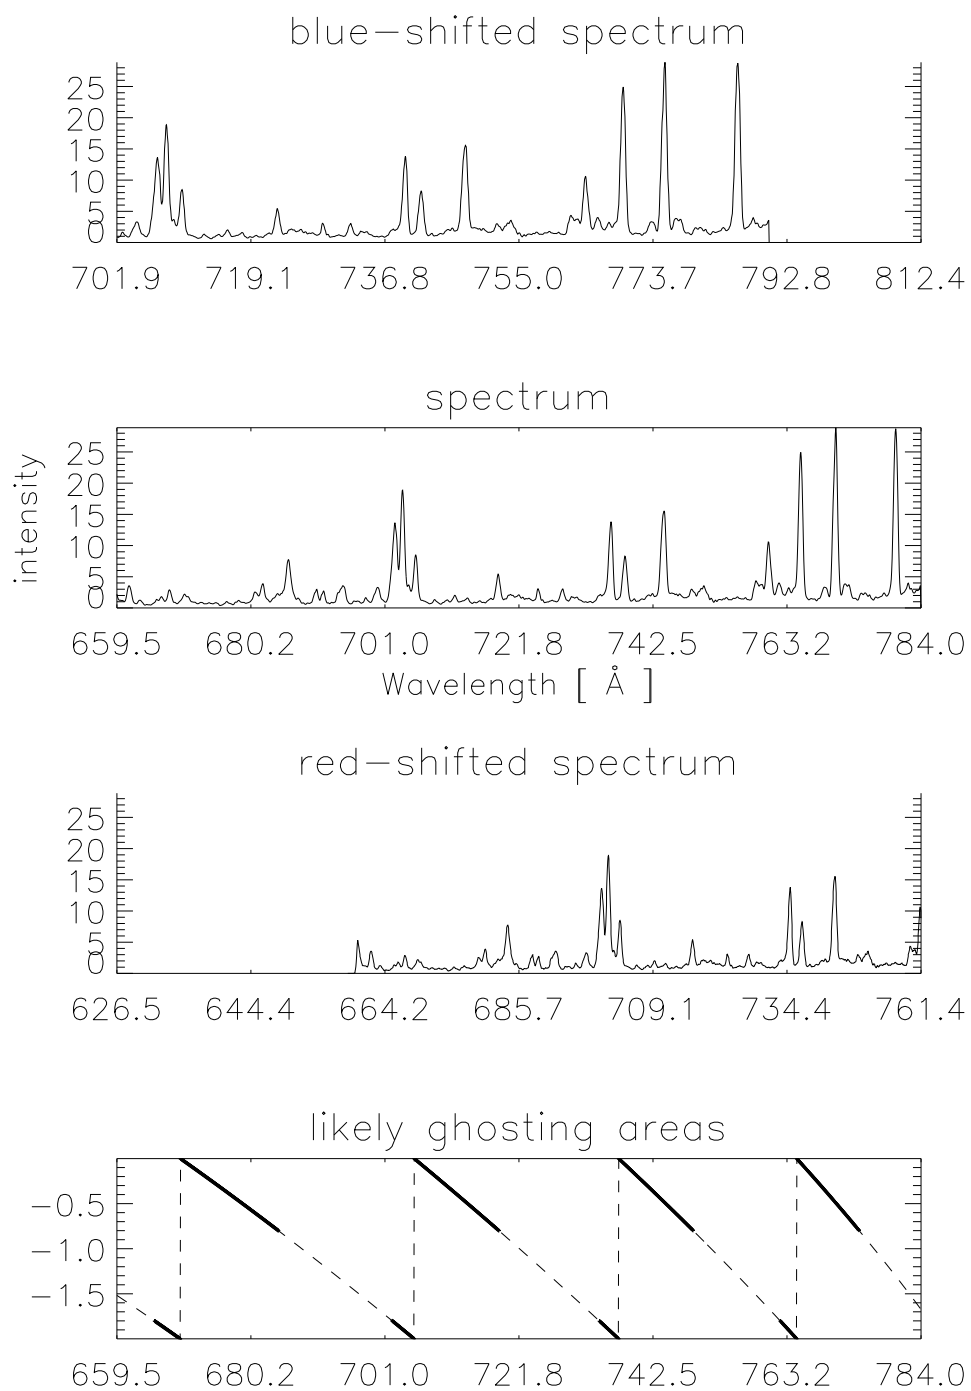 blue-shifted spectrum
25
20
15
10
5
0
701.9 719.1 736.8 755.0 773.7 792.8 812.4
spectrum
intensity
25
20
15
10
5
0
659.5 680.2 701.0 721.8 742.5 763.2 784.0
Wavelength [ Å ]
red-shifted spectrum
25
20
15
10
5
0
626.5 644.4 664.2 685.7 709.1 734.4 761.4
likely ghosting areas
-0.5
-1.0
-1.5
659.5 680.2 701.0 721.8 742.5 763.2 784.0